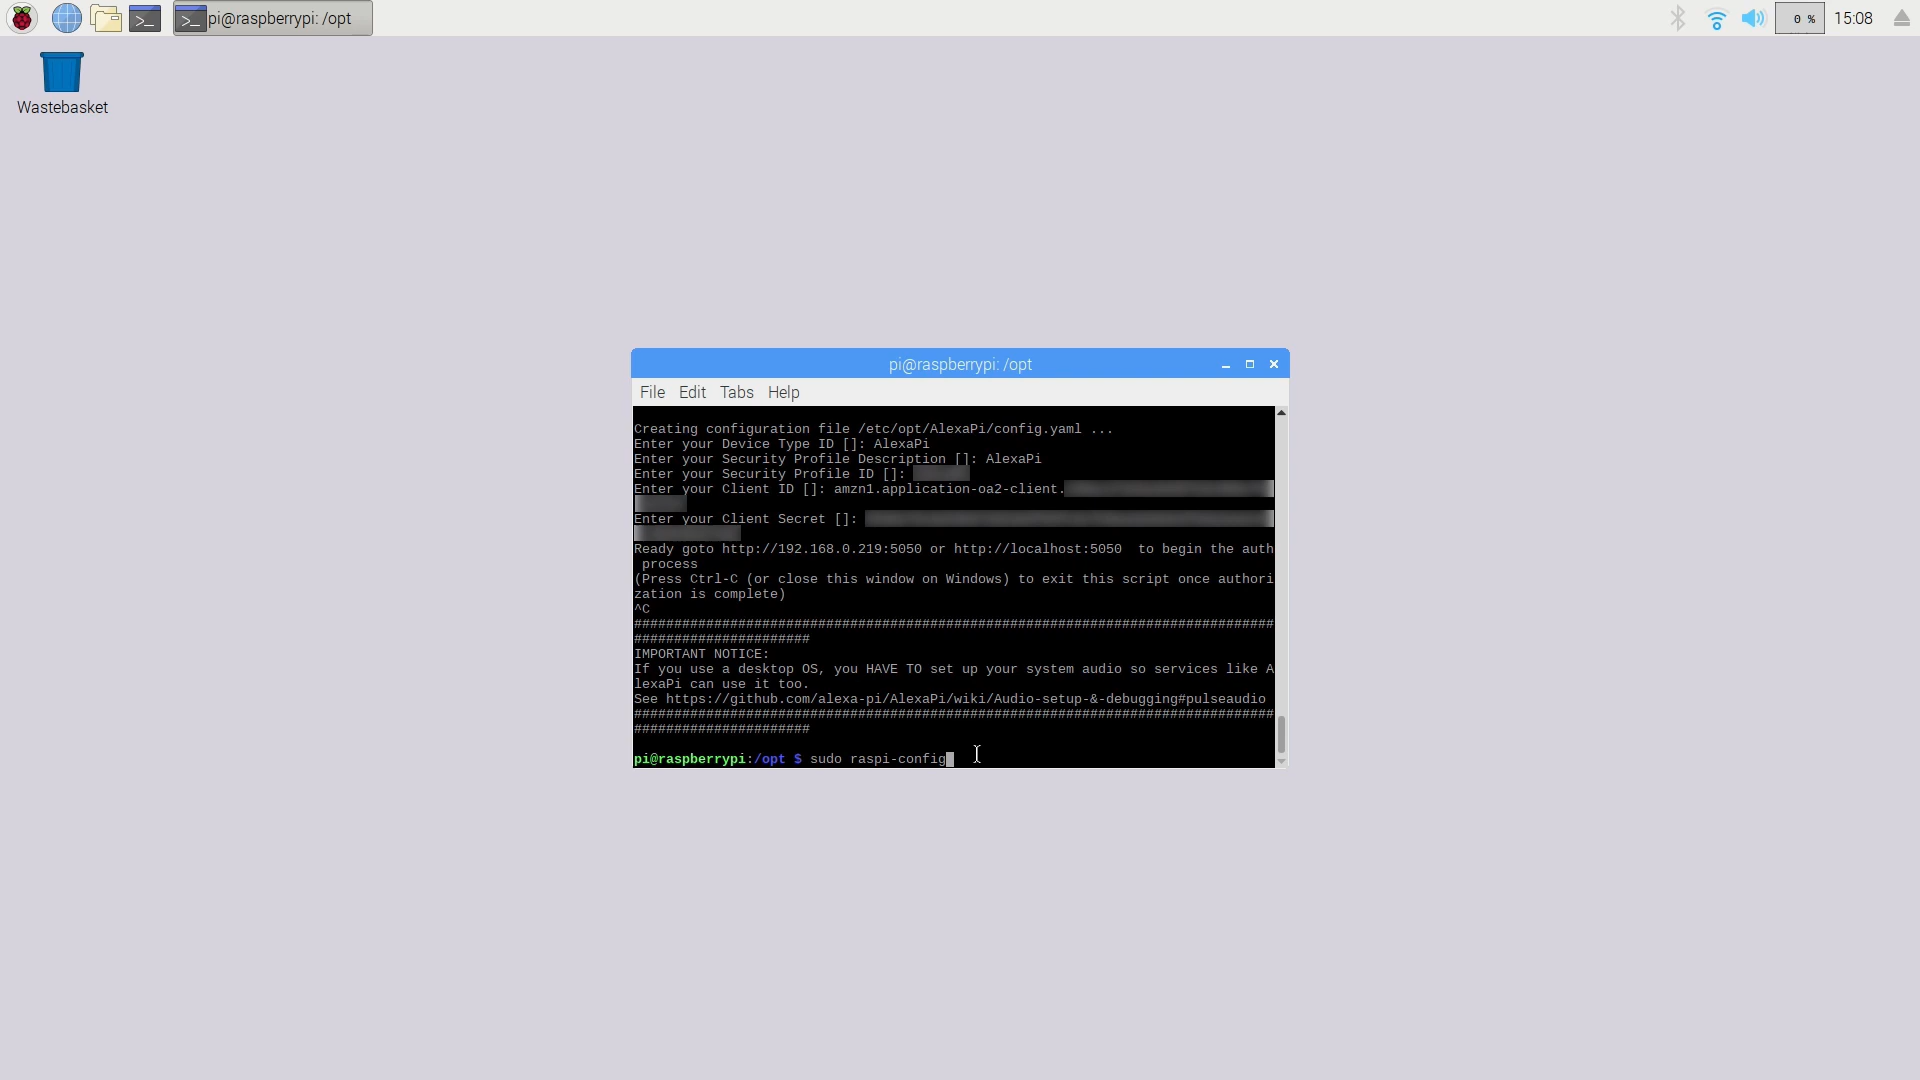 pi@raspberrypi: /opt
0 %
15:08
Wastebasket
pi@raspberrypi: /opt
File Edit Tabs Help
Creating configuration file /etc/opt/AlexaPi/config.yaml ...
Enter your Device Type ID []: AlexaPi
Enter your Security Profile Description []: AlexaPi
Enter your Security Profile ID []:
Enter your Client ID []: amzn1.application-oa2-client.
Enter your Client Secret []:
Ready goto http://192.168.0.219:5050 or http://localhost:5050  to begin the auth
 process
(Press Ctrl-C (or close this window on Windows) to exit this script once authori
zation is complete)
^C
################################################################################
######################
IMPORTANT NOTICE:
If you use a desktop OS, you HAVE TO set up your system audio so services like A
lexaPi can use it too.
See https://github.com/alexa-pi/AlexaPi/wiki/Audio-setup-&-debugging#pulseaudio
################################################################################
######################
pi@raspberrypi:/opt $ sudo raspi-config